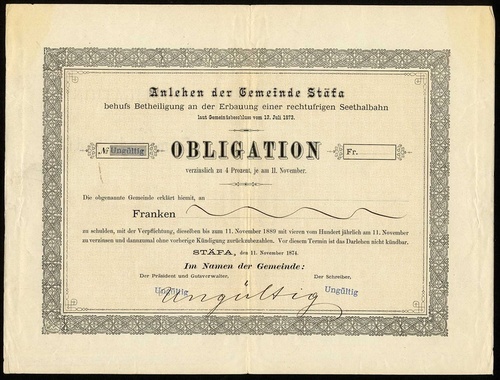 Anlehen der Gemeinde Stäfa
behufs Betheiligung an der Erbauung einer rechtufrigen Seethalbahn
laut Gemeindsbeschluss vom 13. Juli 1873.
№ Ungültig
OBLIGATION
Fr.
verzinslich zu 4 Prozent, je am 11. November.
Die obgenannte Gemeinde erklärt hiemit, an
Franken
zu schulden, mit der Verpflichtung, dieselben bis zum 11. November 1889 mit vieren vom Hundert jährlich am 11. November
zu verzinsen und dannzumal ohne vorherige Kündigung zurückzubezahlen. Vor diesem Termin ist das Darlehen nicht kündbar.
STÄFA, den 11. November 1874.
Im Namen der Gemeinde:
Der Präsident und Gutsverwalter,
Der Schreiber,
Ungültig
Ungültig
Ungültig